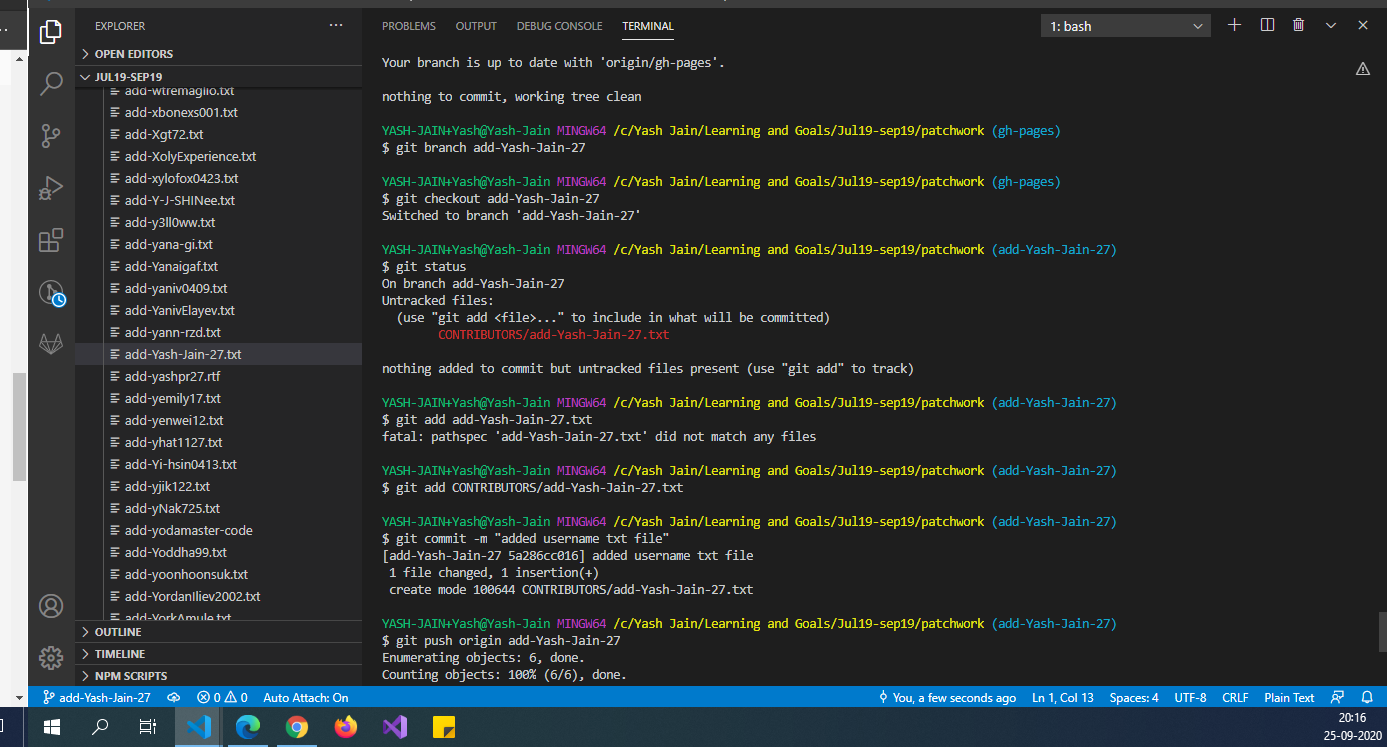 EXPLORER
OPEN EDITORS
JUL19-SEP19
add-wtremaglio.txt
add-xbonexs001.txt
add-Xgt72.txt
add-XolyExperience.txt
add-xylofox0423.txt
add-Y-J-SHINee.txt
add-y3ll0ww.txt
add-yana-gi.txt
add-Yanaigaf.txt
add-yaniv0409.txt
add-YanivElayev.txt
add-yann-rzd.txt
add-Yash-Jain-27.txt
add-yashpr27.rtf
add-yemily17.txt
add-yenwei12.txt
add-yhat1127.txt
add-Yi-hsin0413.txt
add-yjik122.txt
add-yNak725.txt
add-yodamaster-code
add-Yoddha99.txt
add-yoonhoonsuk.txt
add-YordanIliev2002.txt
add-YorkAmule.txt
OUTLINE
TIMELINE
NPM SCRIPTS
PROBLEMS OUTPUT DEBUG CONSOLE TERMINAL 1: bash
Your branch is up to date with 'origin/gh-pages'.
nothing to commit, working tree clean
YASH-JAIN+Yash@Yash-Jain MINGW64 /c/Yash Jain/Learning and Goals/Jul19-sep19/patchwork (gh-pages)
$ git branch add-Yash-Jain-27
YASH-JAIN+Yash@Yash-Jain MINGW64 /c/Yash Jain/Learning and Goals/Jul19-sep19/patchwork (gh-pages)
$ git checkout add-Yash-Jain-27
Switched to branch 'add-Yash-Jain-27'
YASH-JAIN+Yash@Yash-Jain MINGW64 /c/Yash Jain/Learning and Goals/Jul19-sep19/patchwork (add-Yash-Jain-27)
$ git status
On branch add-Yash-Jain-27
Untracked files:
(use "git add <file>..." to include in what will be committed)
CONTRIBUTORS/add-Yash-Jain-27.txt
nothing added to commit but untracked files present (use "git add" to track)
YASH-JAIN+Yash@Yash-Jain MINGW64 /c/Yash Jain/Learning and Goals/Jul19-sep19/patchwork (add-Yash-Jain-27)
$ git add add-Yash-Jain-27.txt
fatal: pathspec 'add-Yash-Jain-27.txt' did not match any files
YASH-JAIN+Yash@Yash-Jain MINGW64 /c/Yash Jain/Learning and Goals/Jul19-sep19/patchwork (add-Yash-Jain-27)
$ git add CONTRIBUTORS/add-Yash-Jain-27.txt
YASH-JAIN+Yash@Yash-Jain MINGW64 /c/Yash Jain/Learning and Goals/Jul19-sep19/patchwork (add-Yash-Jain-27)
$ git commit -m "added username txt file"
[add-Yash-Jain-27 5a286cc016] added username txt file
1 file changed, 1 insertion(+)
create mode 100644 CONTRIBUTORS/add-Yash-Jain-27.txt
YASH-JAIN+Yash@Yash-Jain MINGW64 /c/Yash Jain/Learning and Goals/Jul19-sep19/patchwork (add-Yash-Jain-27)
$ git push origin add-Yash-Jain-27
Enumerating objects: 6, done.
Counting objects: 100% (6/6), done.
add-Yash-Jain-27 0 0 Auto Attach: On You, a few seconds ago Ln 1, Col 13 Spaces: 4 UTF-8 CRLF Plain Text
20:16
25-09-2020